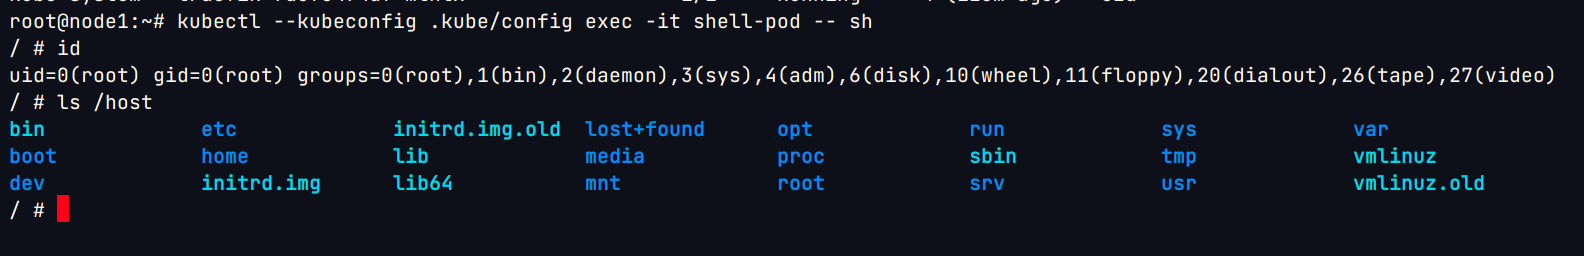 root@node1:~# kubectl --kubeconfig .kube/config exec -it shell-pod -- sh
/ # id
uid=0(root) gid=0(root) groups=0(root),1(bin),2(daemon),3(sys),4(adm),6(disk),10(wheel),11(floppy),20(dialout),26(tape),27(video)
/ # ls /host
bin etc initrd.img.old lost+found opt run sys var
boot home lib media proc sbin tmp vmlinuz
dev initrd.img lib64 mnt root srv usr vmlinuz.old
/ #